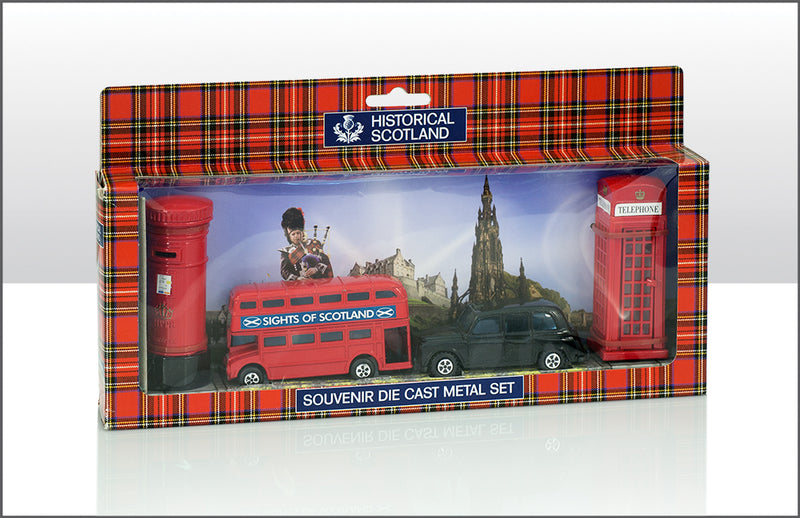 HISTORICAL
SCOTLAND
TELEPHONE
SIGHTS OF SCOTLAND
SOUVENIR DIE CAST METAL SET